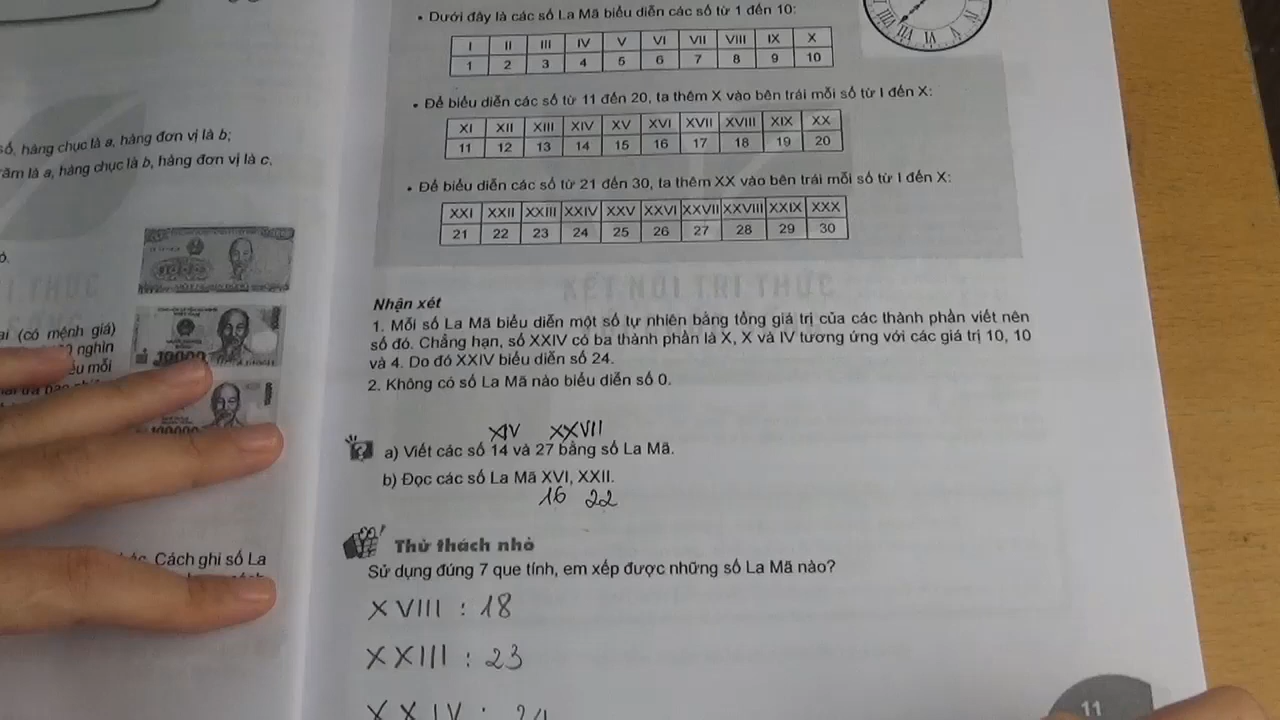 • Dưới đây là các số La Mã biểu diễn các số từ 1 đến 10:
I II III IV V VI VII VIII IX X
1 2 3 4 5 6 7 8 9 10
• Để biểu diễn các số từ 11 đến 20, ta thêm X vào bên trái mỗi số từ I đến X:
XI XII XIII XIV XV XVI XVII XVIII XIX XX
11 12 13 14 15 16 17 18 19 20
• Để biểu diễn các số từ 21 đến 30, ta thêm XX vào bên trái mỗi số từ I đến X:
XXI XXII XXIII XXIV XXV XXVI XXVII XXVIII XXIX XXX
21 22 23 24 25 26 27 28 29 30
KẾT NỐI TRI THỨC
Nhận xét
1. Mỗi số La Mã biểu diễn một số tự nhiên bằng tổng giá trị của các thành phần viết nên
số đó. Chẳng hạn, số XXIV có ba thành phần là X, X và IV tương ứng với các giá trị 10, 10
và 4. Do đó XXIV biểu diễn số 24.
2. Không có số La Mã nào biểu diễn số 0.
XIV XXVII
a) Viết các số 14 và 27 bằng số La Mã.
b) Đọc các số La Mã XVI, XXII.
16 22
Thử thách nhỏ
Sử dụng đúng 7 que tính, em xếp được những số La Mã nào?
XVIII : 18
XXIII : 23
XXIV : 24
11
số, hàng chục là a, hàng đơn vị là b;
trăm là a, hàng chục là b, hàng đơn vị là c,
(có mệnh giá)
nghìn
mỗi
Cách ghi số La